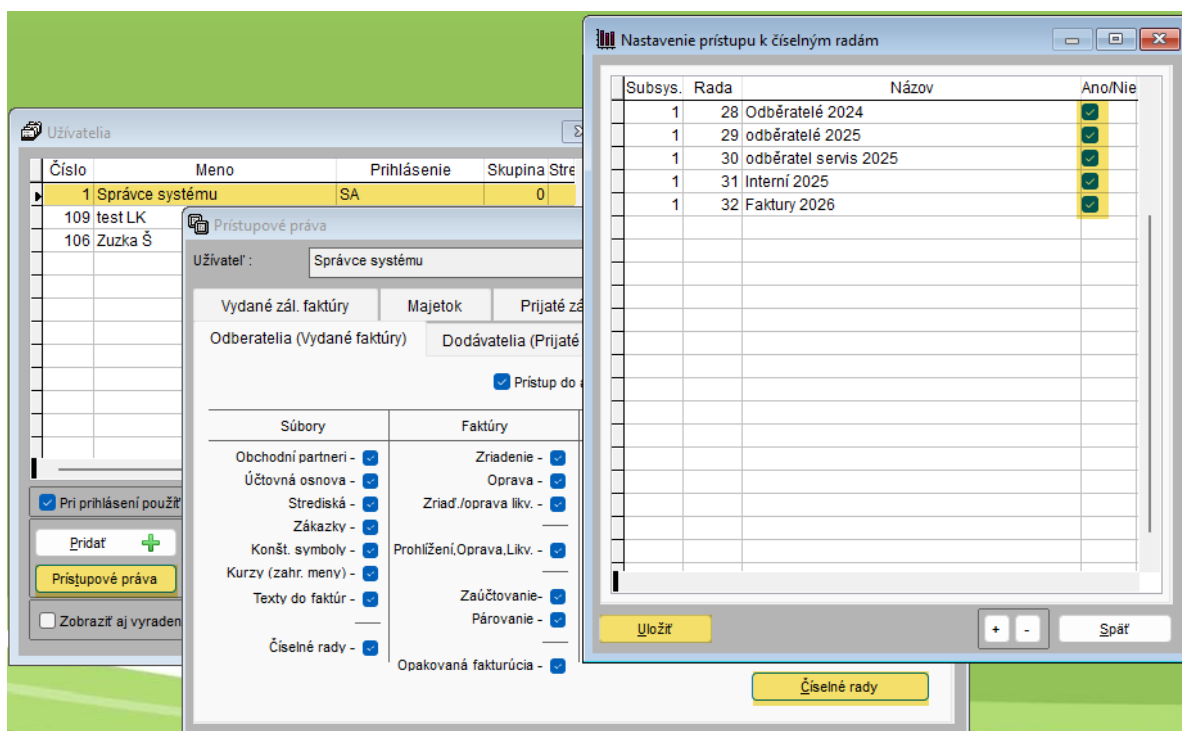 Nastavenie prístupu k číselným radám
Subsys. Rada Názov Ano/Nie
1 28 Odběratelé 2024
1 29 odběratelé 2025
1 30 odběratel servis 2025
1 31 Interní 2025
1 32 Faktury 2026
Uložiť + - Späť
Užívatelia
Číslo Meno Prihlásenie Skupina Stre
1 Správce systému SA 0
109 test LK
106 Zuzka Š
Pri prihlásení použiť
Pridať
Prístupové práva
Zobraziť aj vyraden
Prístupové práva
Užívateľ : Správce systému
Vydané zál. faktúry Majetok Prijaté zá
Odberatelia (Vydané faktúry) Dodávatelia (Prijaté
Prístup do
Súbory Faktúry
Obchodní partneri - Zriadenie -
Účtovná osnova - Oprava -
Strediská - Zriaď./oprava likv. -
Zákazky -
Konšt. symboly - Prohlížení,Oprava,Likv. -
Kurzy (zahr. meny) -
Texty do faktúr - Zaúčtovanie-
Párovanie -
Číselné rady -
Opakovaná fakturúcia -
Číselné rady